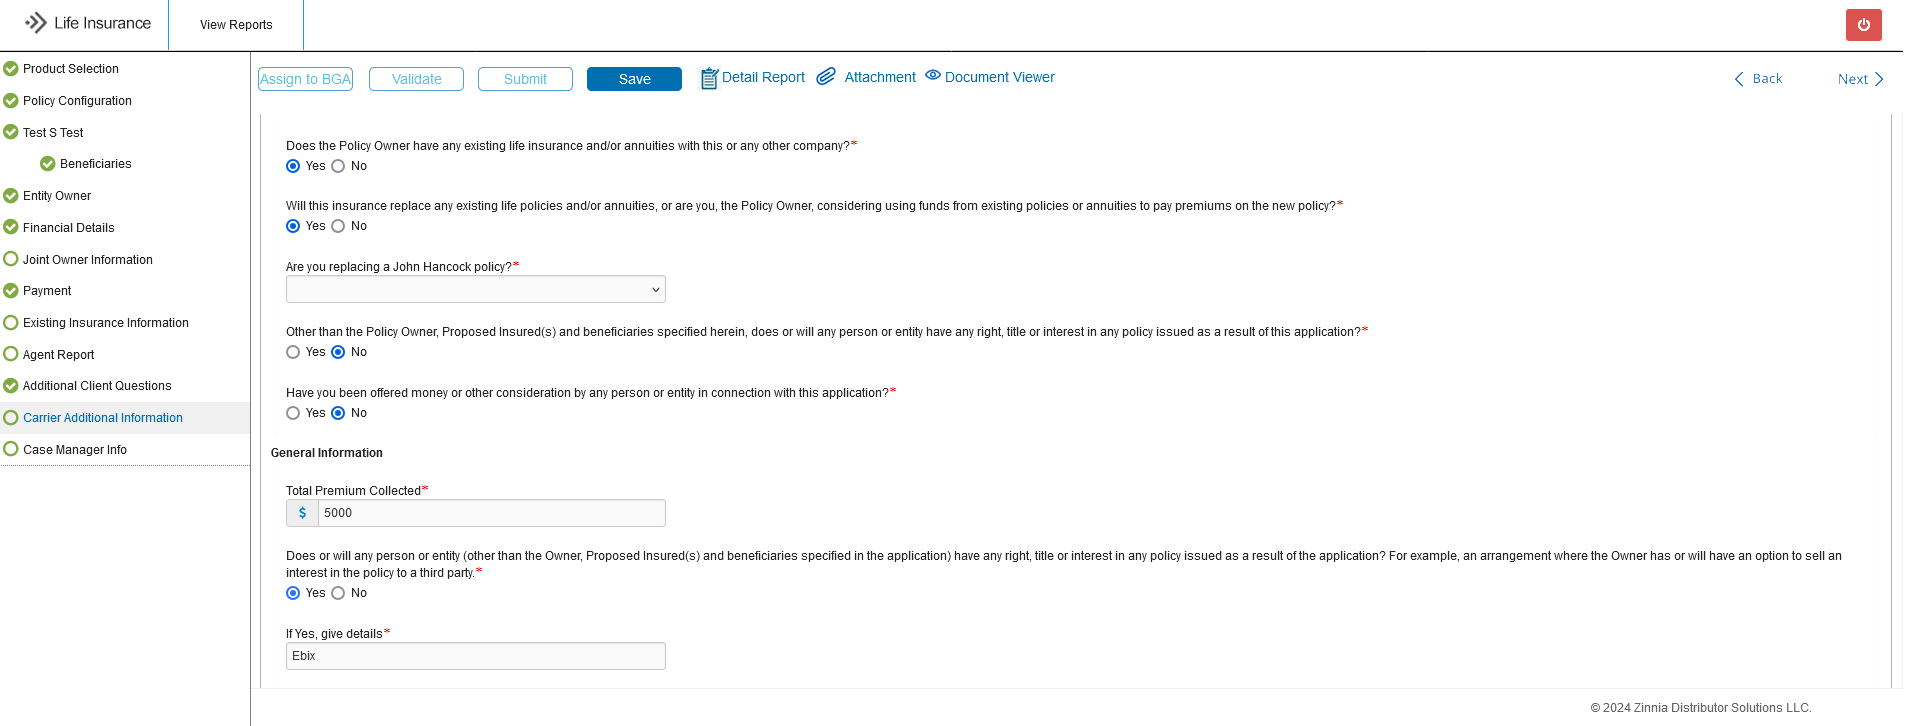 Life Insurance
View Reports
Product Selection
Policy Configuration
Test S Test
Beneficiaries
Entity Owner
Financial Details
Joint Owner Information
Payment
Existing Insurance Information
Agent Report
Additional Client Questions
Carrier Additional Information
Case Manager Info
Assign to BGA
Validate
Submit
Save
Detail Report
Attachment
Document Viewer
Back
Next
Does the Policy Owner have any existing life insurance and/or annuities with this or any other company?*
Yes No
Will this insurance replace any existing life policies and/or annuities, or are you, the Policy Owner, considering using funds from existing policies or annuities to pay premiums on the new policy?*
Yes No
Are you replacing a John Hancock policy?*
Other than the Policy Owner, Proposed Insured(s) and beneficiaries specified herein, does or will any person or entity have any right, title or interest in any policy issued as a result of this application?*
Yes No
Have you been offered money or other consideration by any person or entity in connection with this application?*
Yes No
General Information
Total Premium Collected*
$ 5000
Does or will any person or entity (other than the Owner, Proposed Insured(s) and beneficiaries specified in the application) have any right, title or interest in any policy issued as a result of the application? For example, an arrangement where the Owner has or will have an option to sell an
interest in the policy to a third party.*
Yes No
If Yes, give details*
Ebix
© 2024 Zinnia Distributor Solutions LLC.